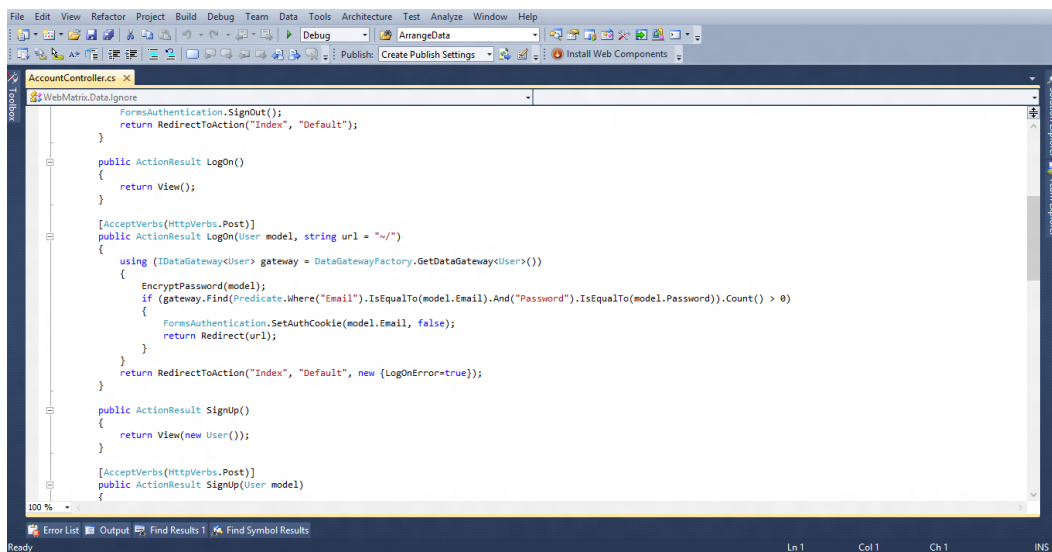 File Edit View Refactor Project Build Debug Team Data Tools Architecture Test Analyze Window Help
Debug ArrangeData
Publish: Create Publish Settings Install Web Components
Toolbox
AccountController.cs
WebMatrix.Data.Ignore
FormsAuthentication.SignOut();
return RedirectToAction("Index", "Default");
}
public ActionResult LogOn()
{
return View();
}
[AcceptVerbs(HttpVerbs.Post)]
public ActionResult LogOn(User model, string url = "~/")
{
using (IDataGateway<User> gateway = DataGatewayFactory.GetDataGateway<User>())
{
EncryptPassword(model);
if (gateway.Find(Predicate.Where("Email").IsEqualTo(model.Email).And("Password").IsEqualTo(model.Password)).Count() > 0)
{
FormsAuthentication.SetAuthCookie(model.Email, false);
return Redirect(url);
}
}
return RedirectToAction("Index", "Default", new {LogOnError=true});
}
public ActionResult SignUp()
{
return View(new User());
}
[AcceptVerbs(HttpVerbs.Post)]
public ActionResult SignUp(User model)
{
100 %
Error List Output Find Results 1 Find Symbol Results
Ready Ln 1 Col 1 Ch 1 INS